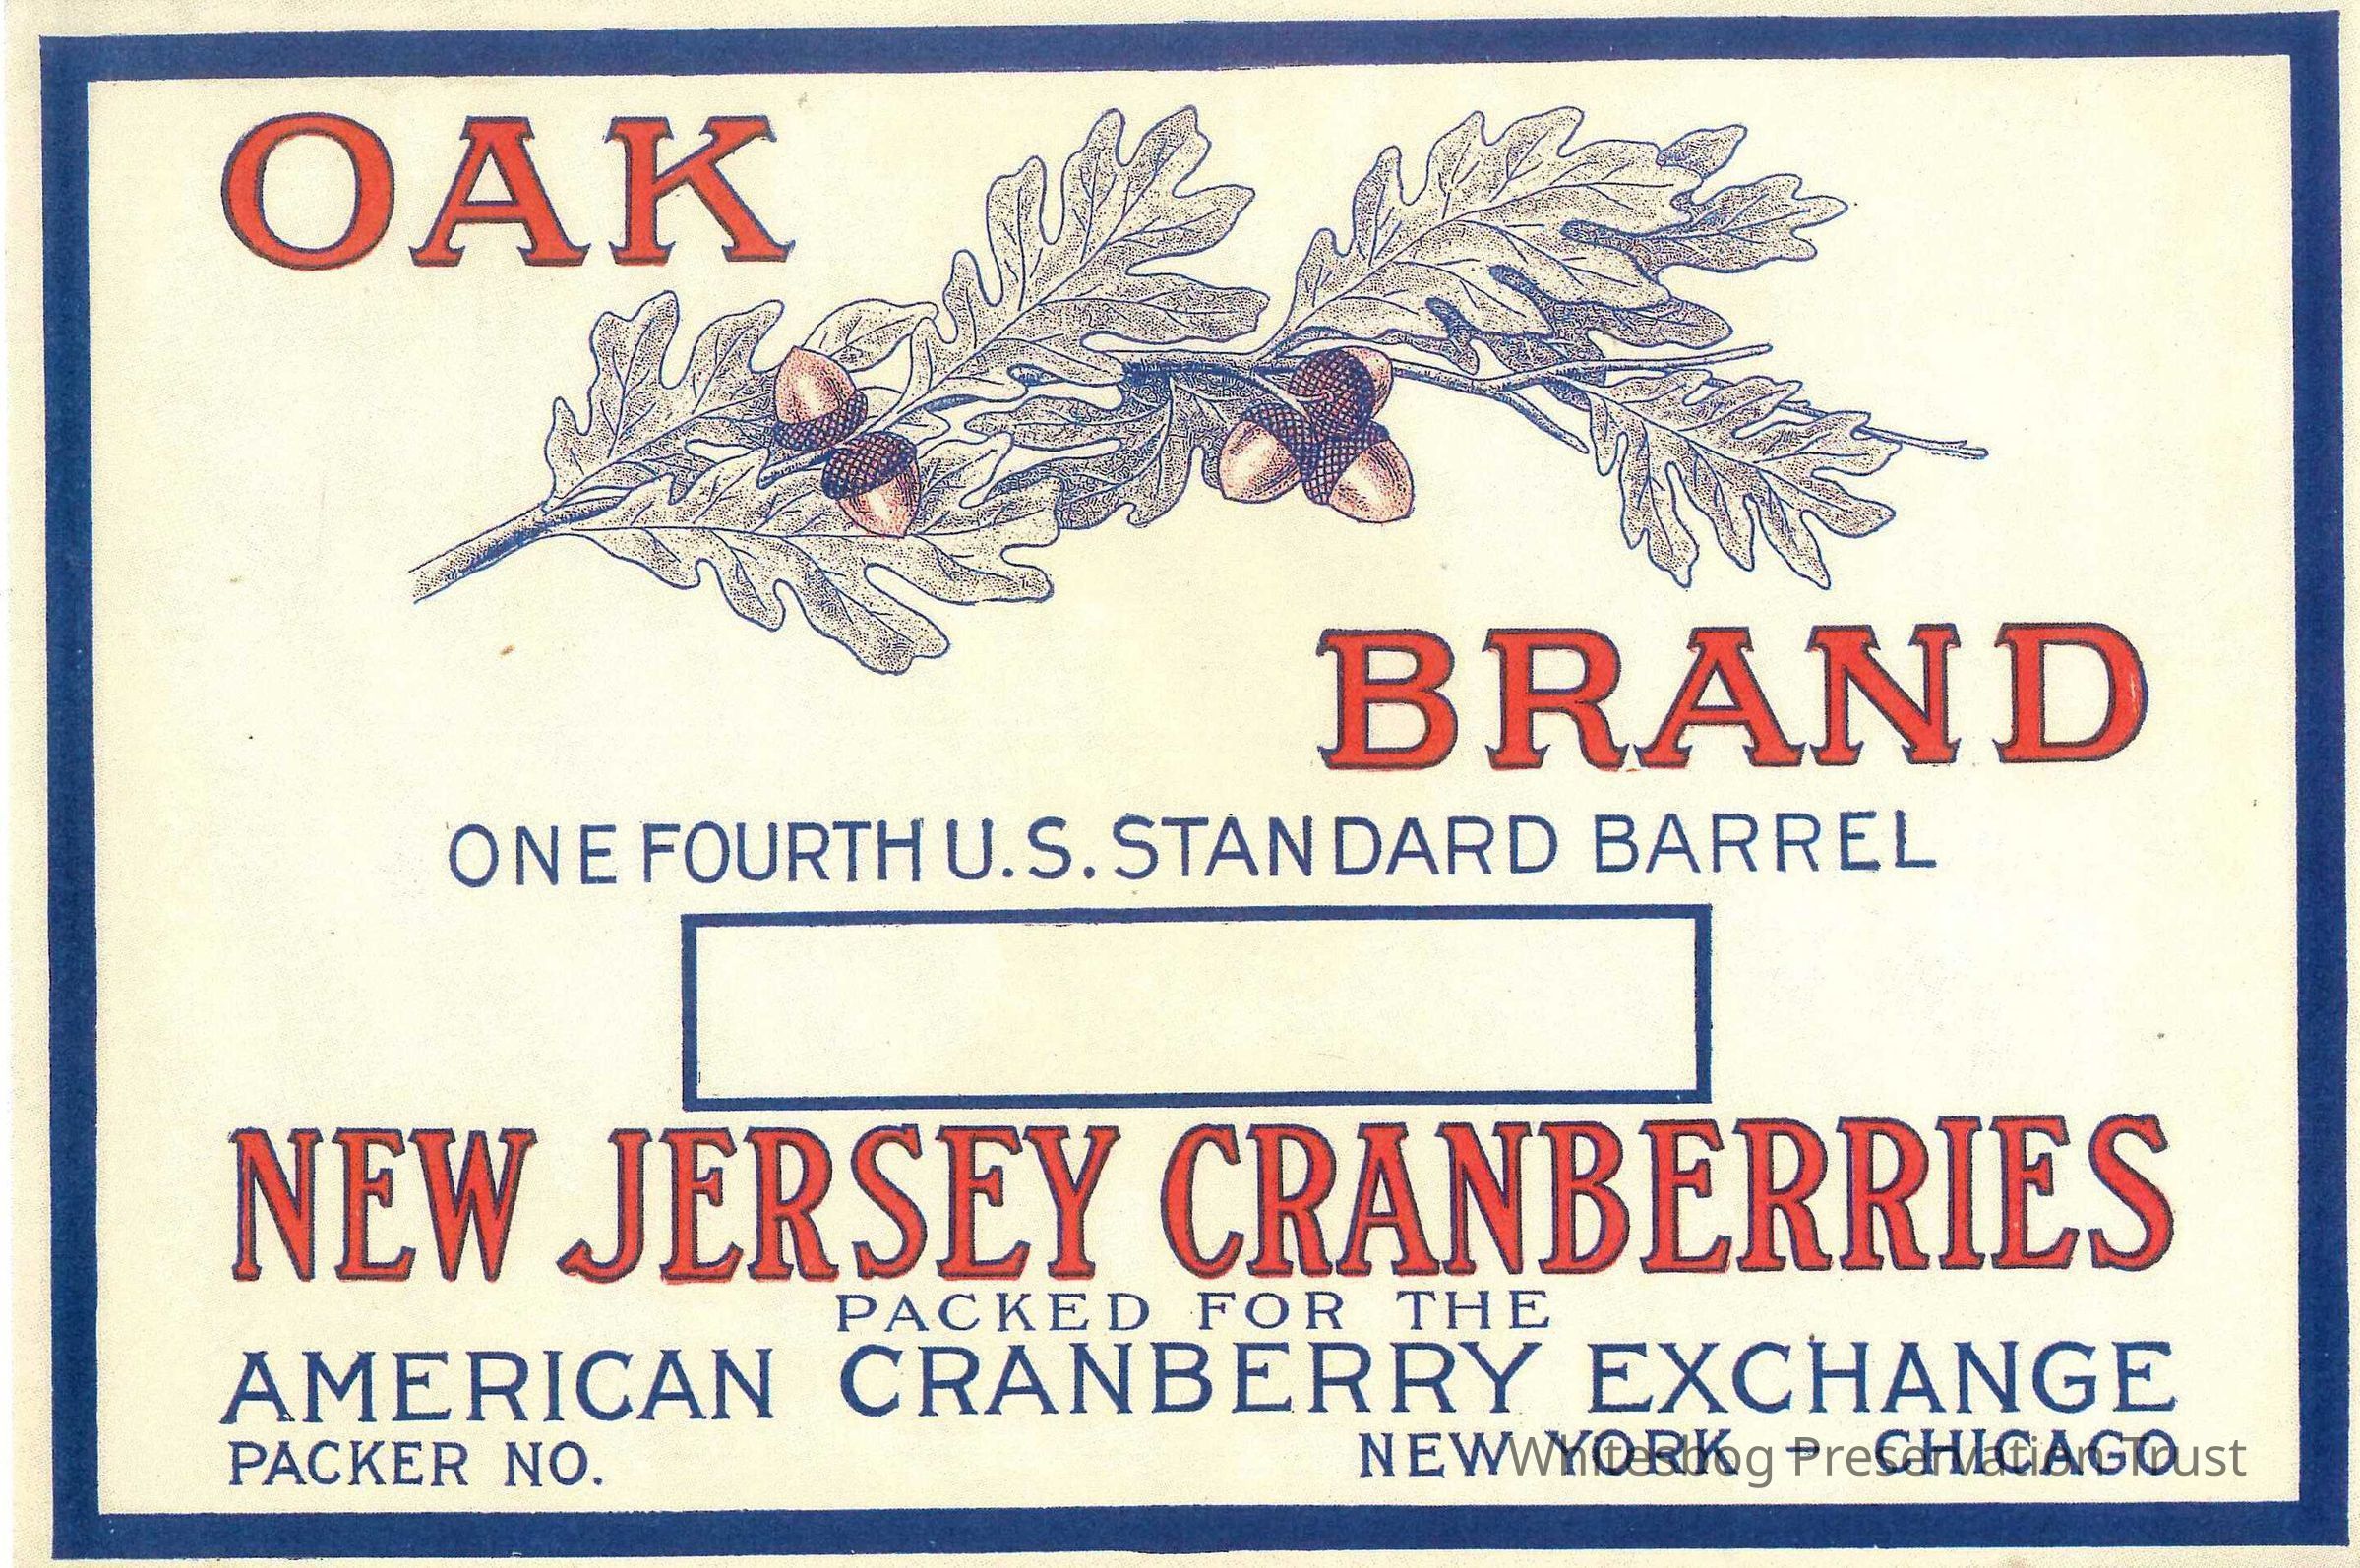 OAK
BRAND
ONE FOURTH U.S. STANDARD BARREL
NEW JERSEY CRANBERRIES
PACKED FOR THE
AMERICAN CRANBERRY EXCHANGE
PACKER NO.
NEW YORK - CHICAGO
Whitesbog Preservation Trust